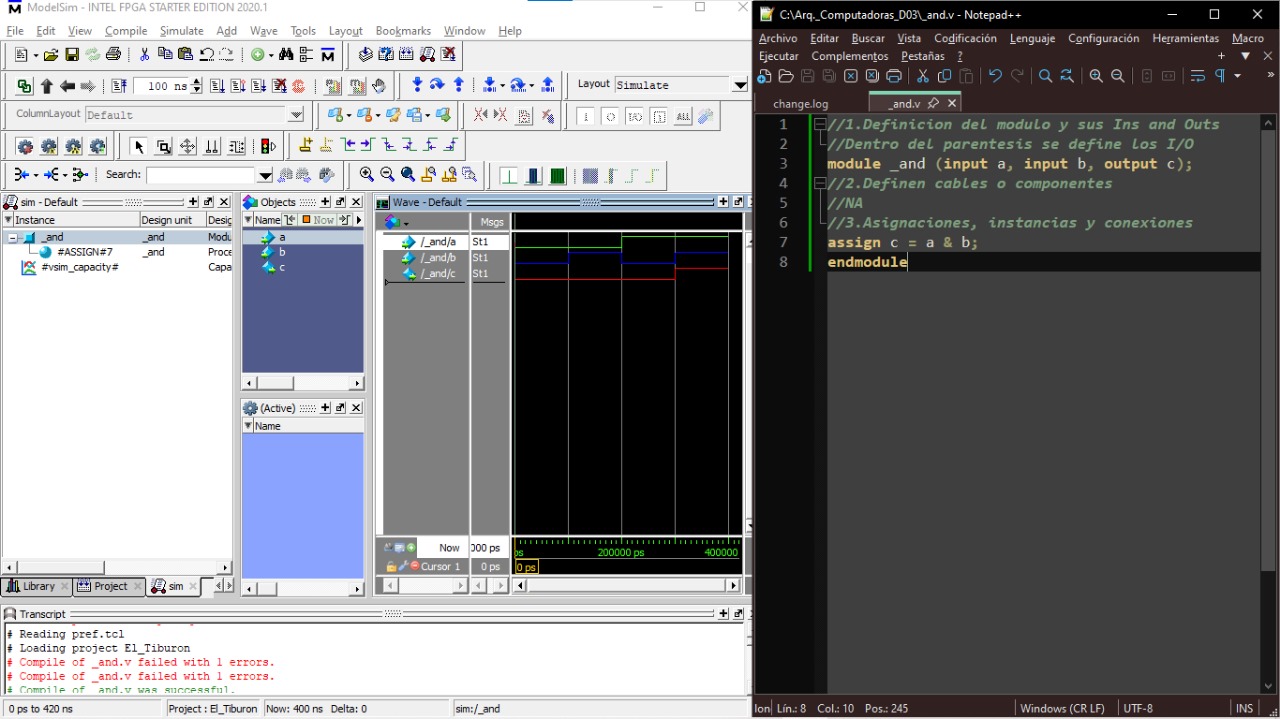 ModelSim - INTEL FPGA STARTER EDITION 2020.1
File Edit View Compile Simulate Add Wave Tools Layout Bookmarks Window Help
100 ns
Layout Simulate
ColumnLayout Default
ALL
Search:
sim - Default
Instance Design unit
_and _and
#ASSIGN#7 _and
#vsim_capacity#
Objects
Name Now
a
b
c
(Active)
Name
Wave - Default
Msgs
/_and/a St1
/_and/b St1
/_and/c St1
Now 000 ps
ps 200000 ps 400000
Cursor 1 0 ps
0 ps
Library Project sim
Transcript
# Reading pref.tcl
# Loading project El_Tiburon
# Compile of _and.v failed with 1 errors.
# Compile of _and.v failed with 1 errors.
# Compile of _and.v was successful.
0 ps to 420 ns Project : El_Tiburon Now: 400 ns Delta: 0 sim:/_and
C:\Arq._Computadoras_D03\_and.v - Notepad++
Archivo Editar Buscar Vista Codificación Lenguaje Configuración Herramientas Macro
Ejecutar Complementos Pestañas ?
change.log _and.v
1 //1.Definicion del modulo y sus Ins and Outs
2 //Dentro del parentesis se define los I/O
3 module _and (input a, input b, output c);
4 //2.Definen cables o componentes
5 //NA
6 //3.Asignaciones, instancias y conexiones
7 assign c = a & b;
8 endmodule
Lín.: 8 Col.: 10 Pos.: 245 Windows (CR LF) UTF-8 INS